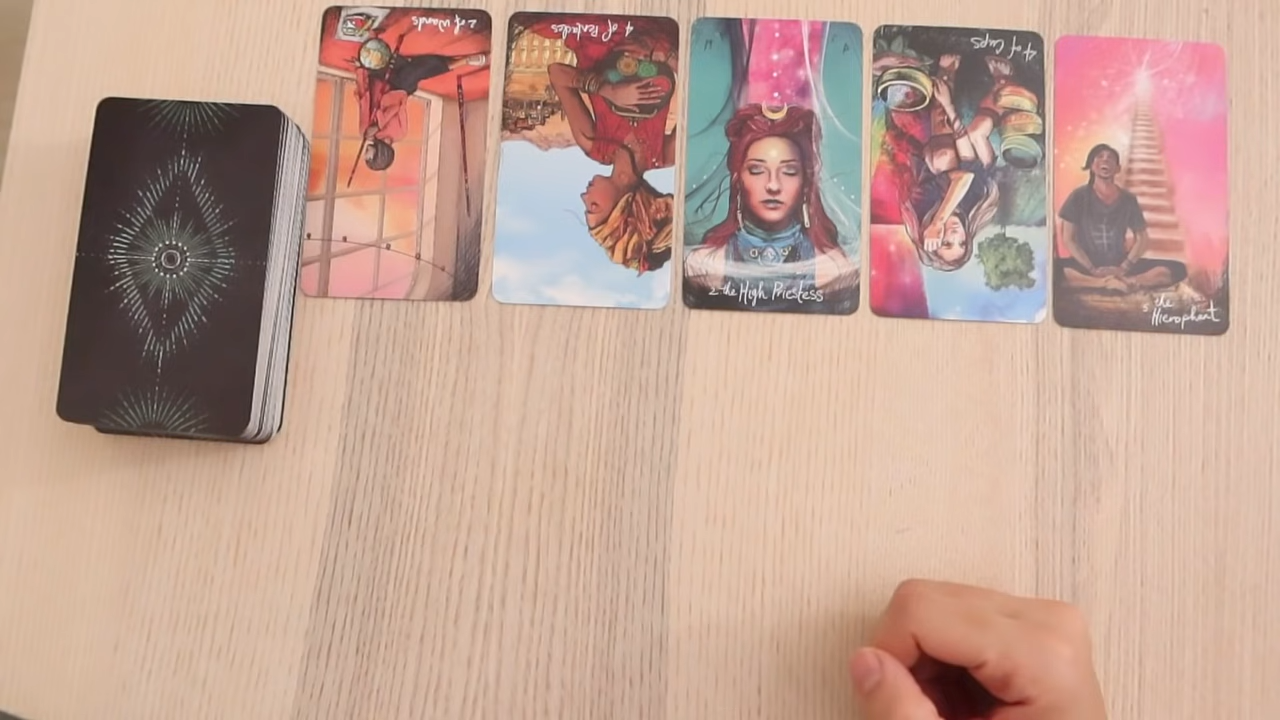 2 of Wands
4 of Pentacles
2 the High Priestess
4 of Cups
5 the
Hierophant